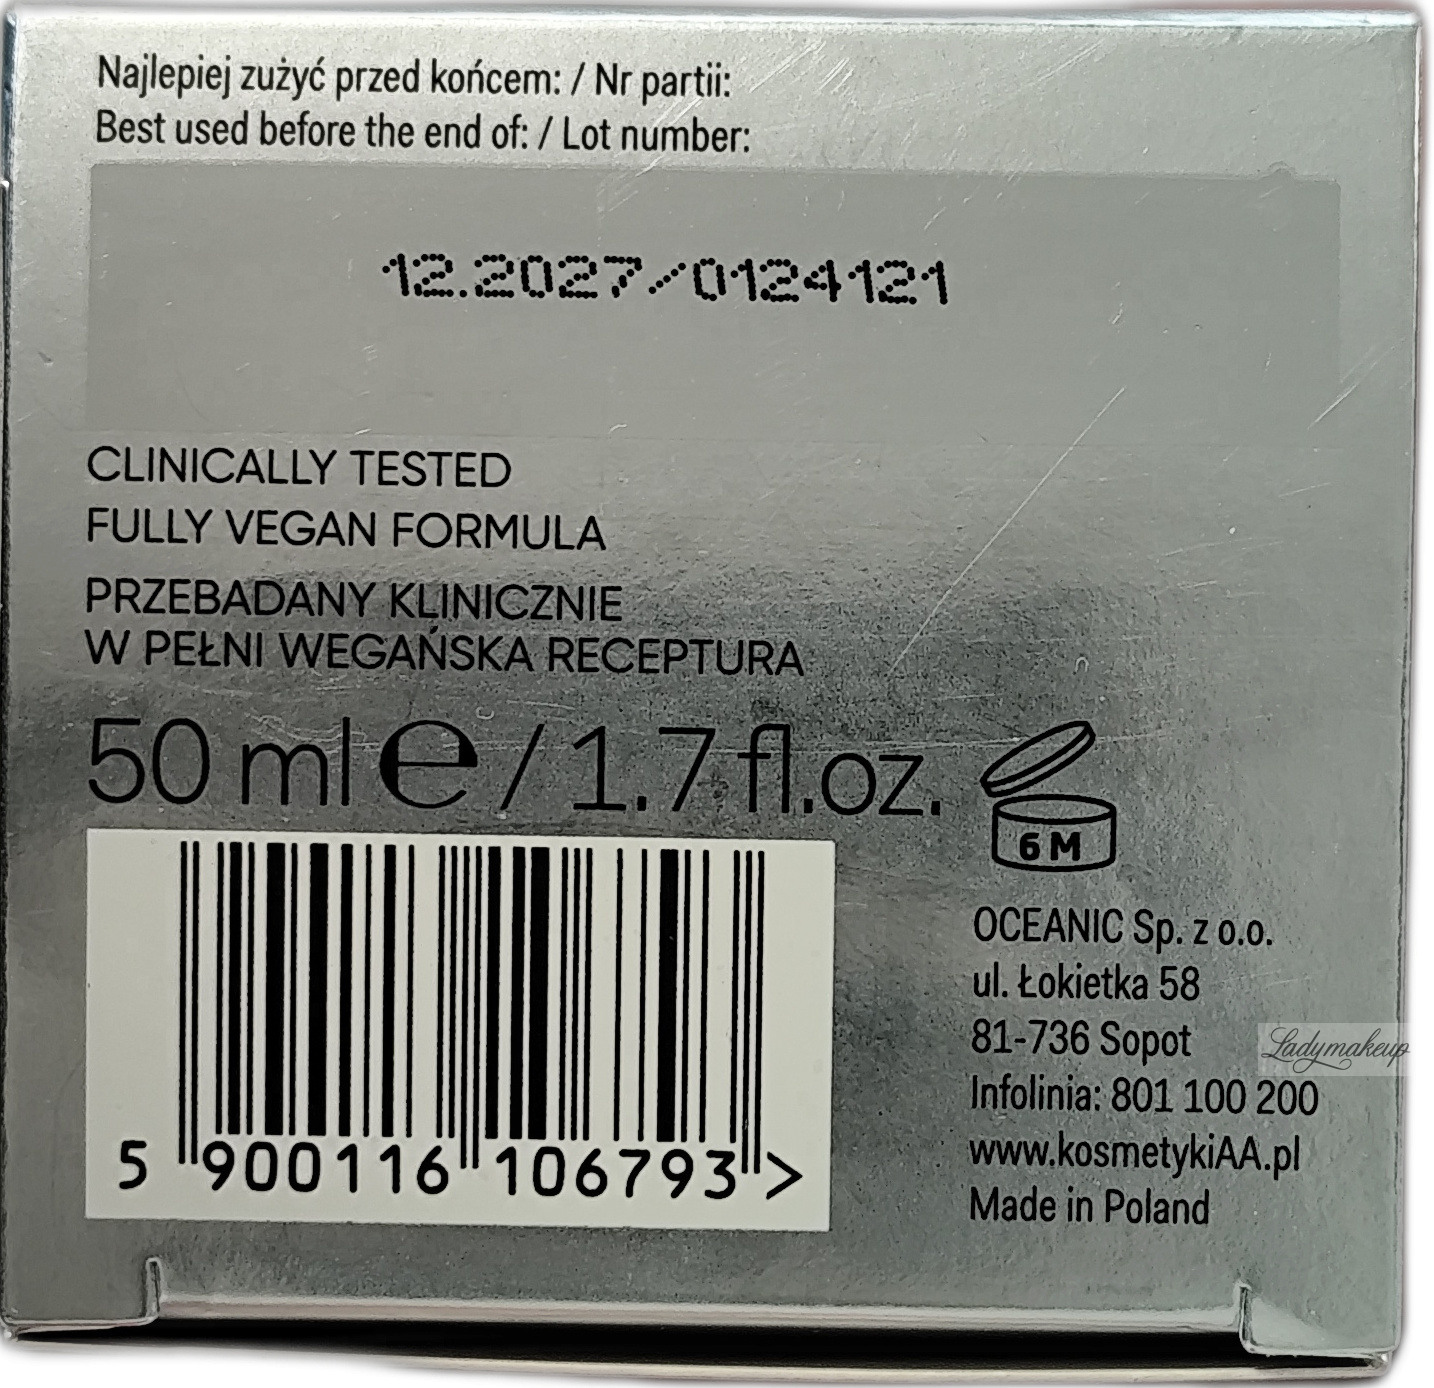 Najlepiej zużyć przed końcem: / Nr partii:
Best used before the end of: / Lot number:
12.2027/0124121
CLINICALLY TESTED
FULLY VEGAN FORMULA
PRZEBADANY KLINICZNIE
W PEŁNI WEGAŃSKA RECEPTURA
50 ml e / 1.7 fl.oz.
6 M
5 900116 106793 >
OCEANIC Sp. z o.o.
ul. Łokietka 58
81-736 Sopot
Infolinia: 801 100 200
www.kosmetykiAA.pl
Made in Poland
Ladymakeup